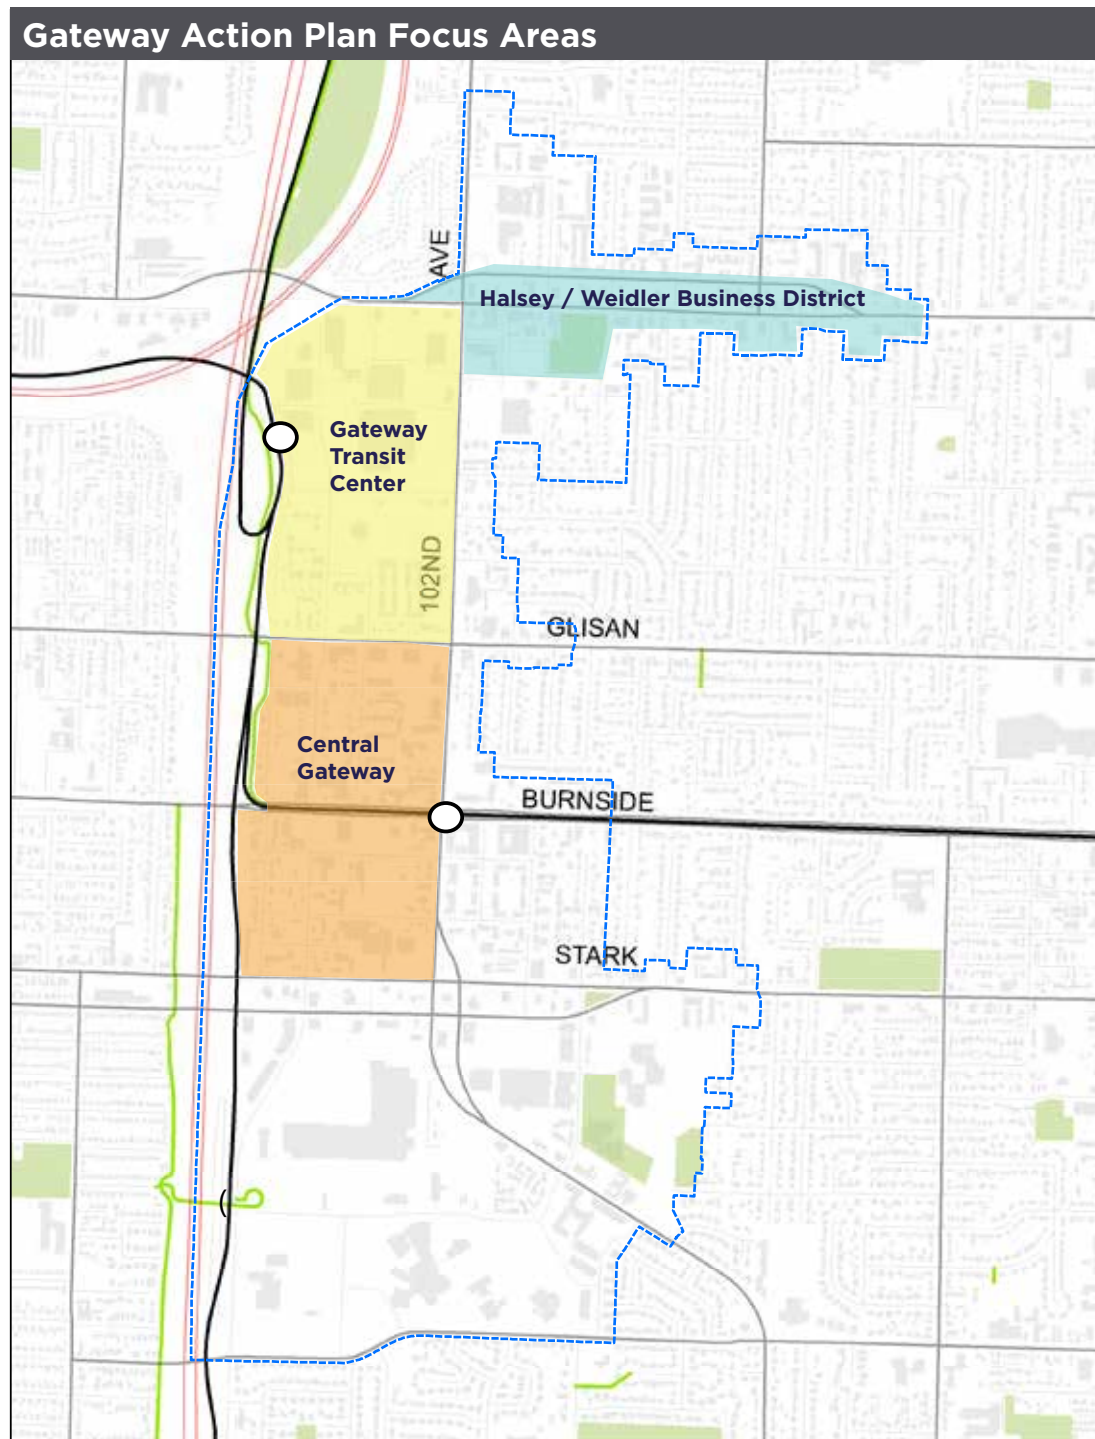 Gateway Action Plan Focus Areas
AVE
Halsey / Weidler Business District
Gateway
Transit
Center
102ND
GLISAN
Central
Gateway
BURNSIDE
STARK